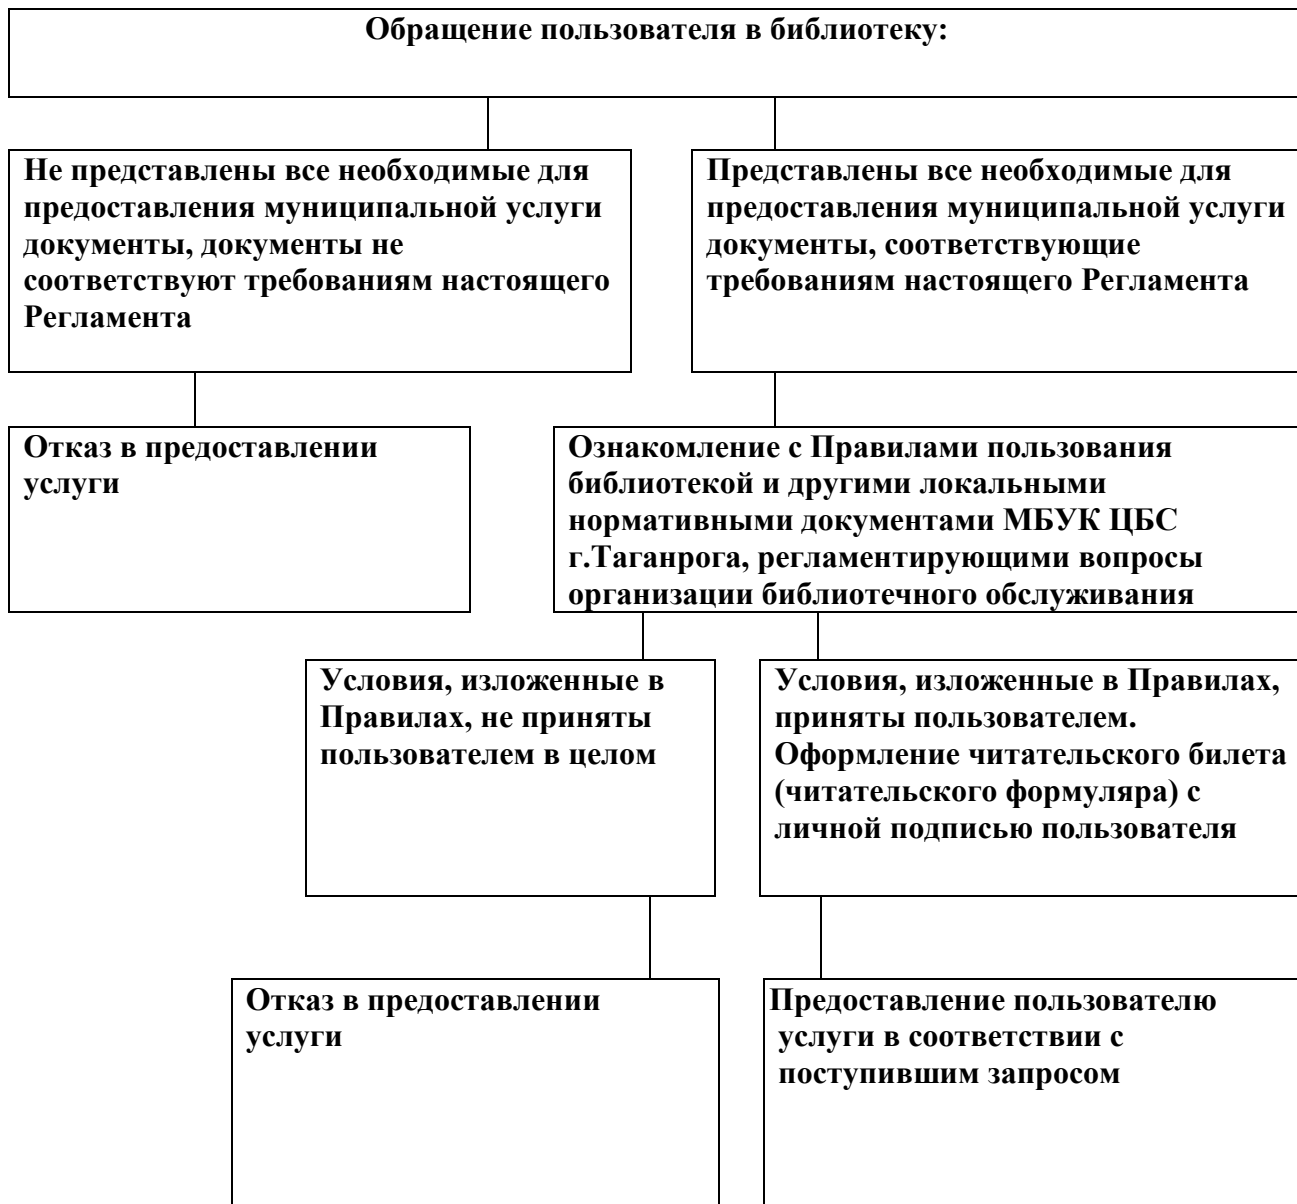 Обращение пользователя в библиотеку:
Не представлены все необходимые для
предоставления муниципальной услуги
документы, документы не
соответствуют требованиям настоящего
Регламента
Представлены все необходимые для
предоставления муниципальной услуги
документы, соответствующие
требованиям настоящего Регламента
Отказ в предоставлении
услуги
Ознакомление с Правилами пользования
библиотекой и другими локальными
нормативными документами МБУК ЦБС
г.Таганрога, регламентирующими вопросы
организации библиотечного обслуживания
Условия, изложенные в
Правилах, не приняты
пользователем в целом
Условия, изложенные в Правилах,
приняты пользователем.
Оформление читательского билета
(читательского формуляра) с
личной подписью пользователя
Отказ в предоставлении
услуги
Предоставление пользователю
услуги в соответствии с
поступившим запросом